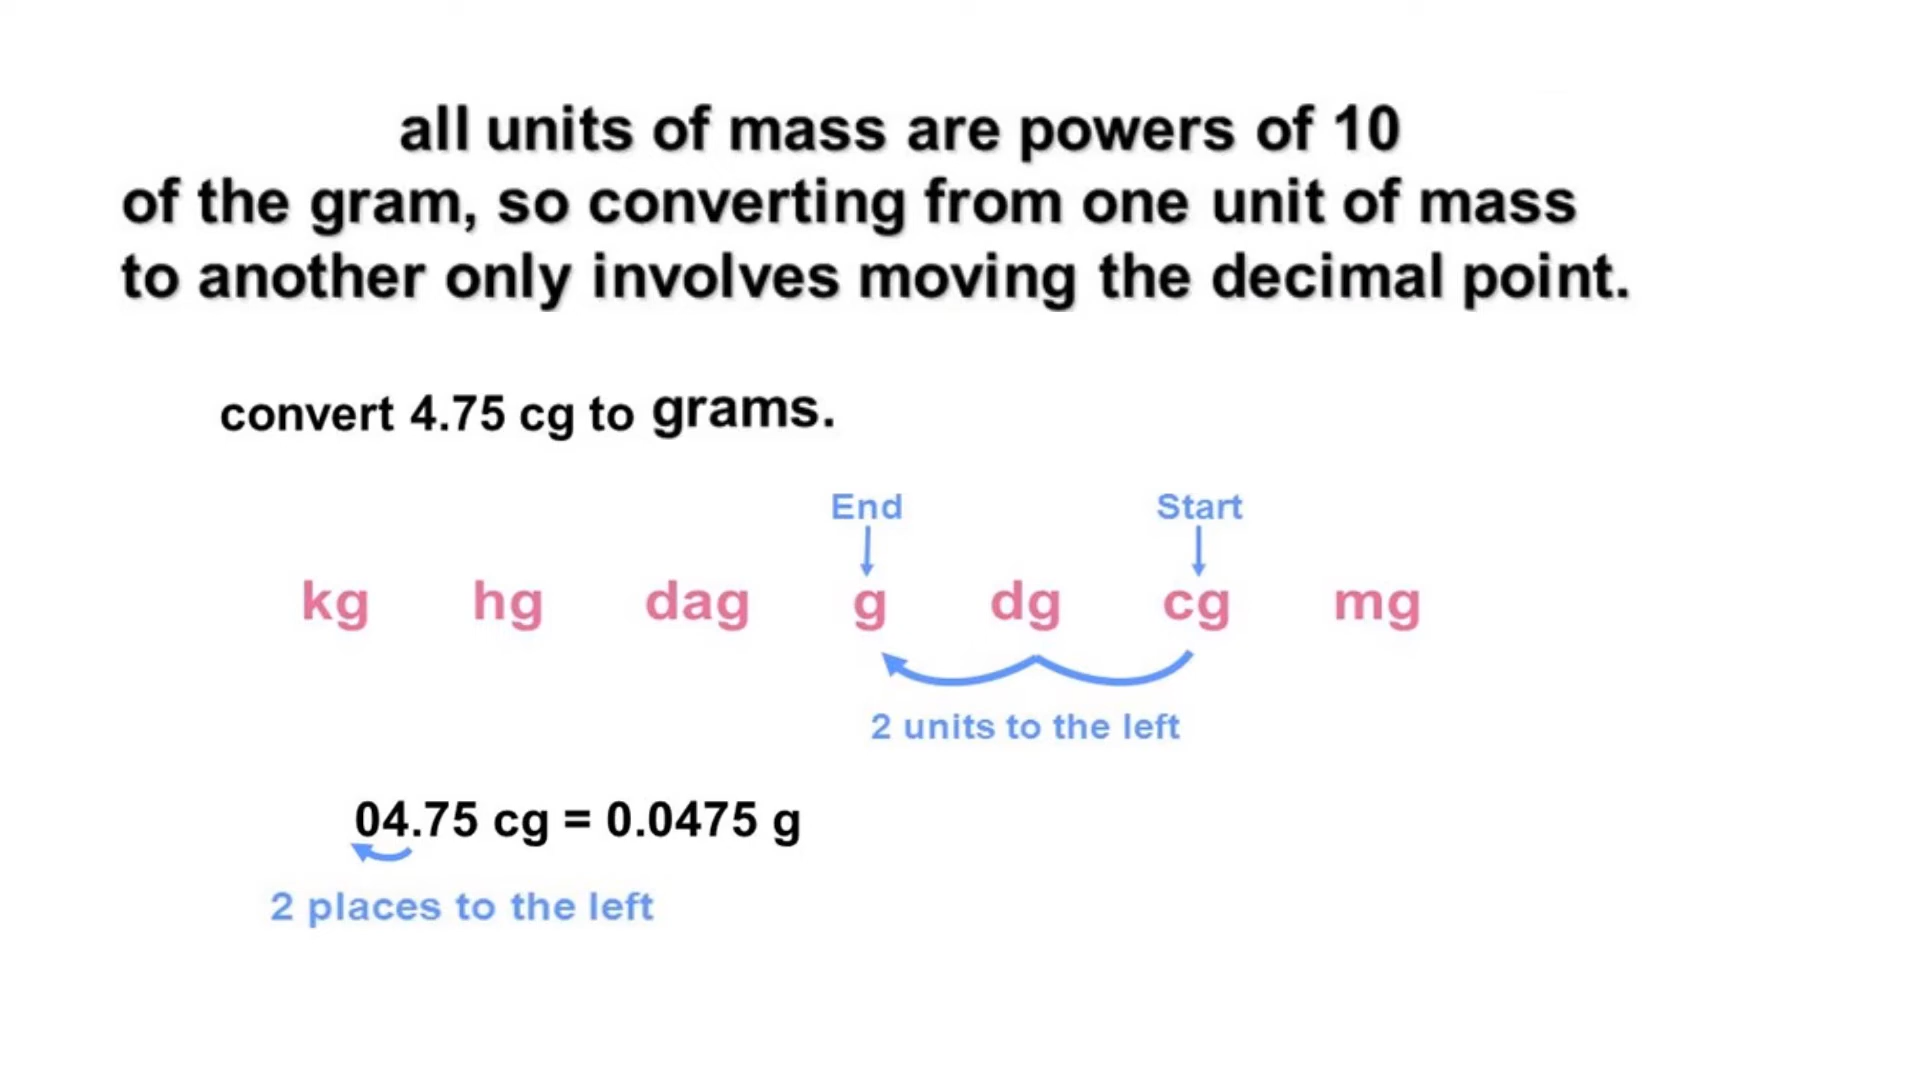 all units of mass are powers of 10
of the gram, so converting from one unit of mass
to another only involves moving the decimal point.
convert 4.75 cg to grams.
End Start
kg hg dag g dg cg mg
2 units to the left
04.75 cg = 0.0475 g
2 places to the left